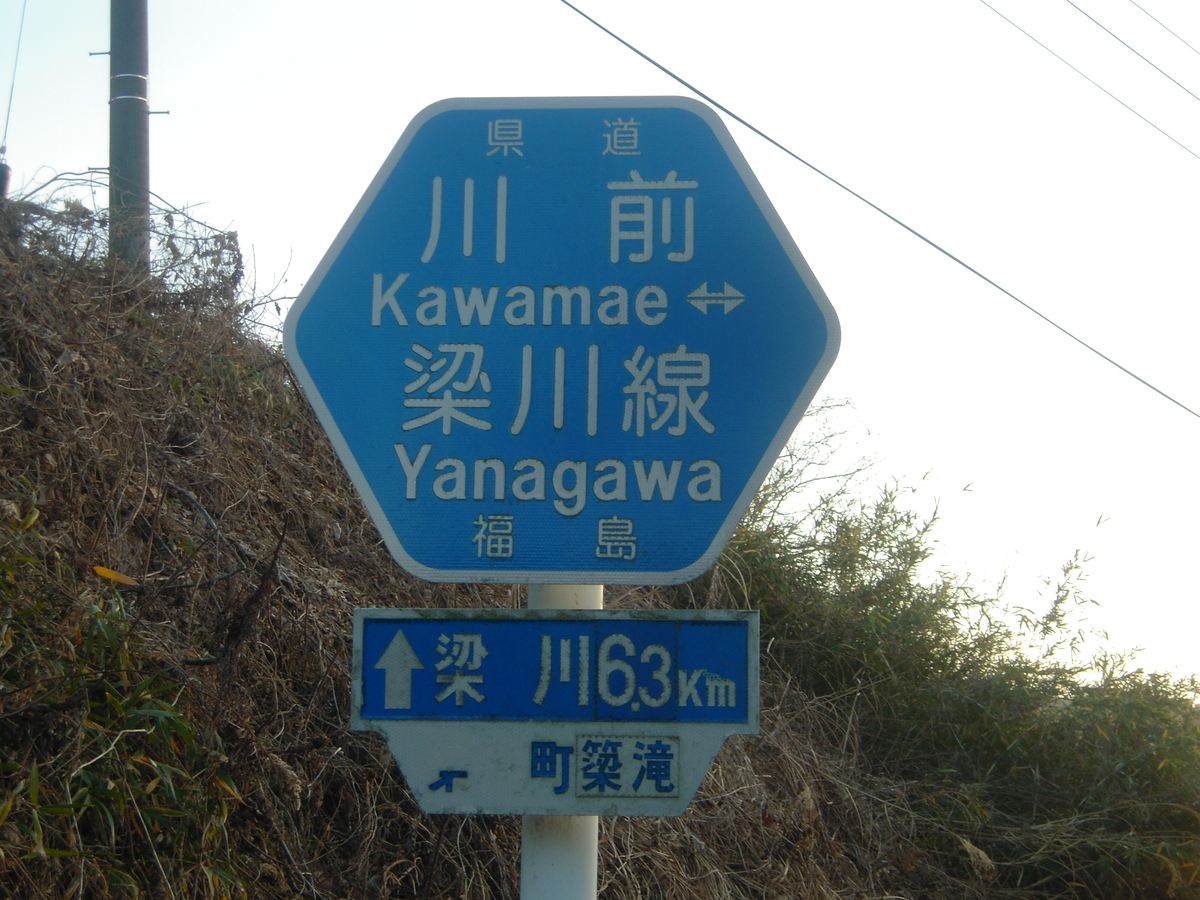 県道
川前
Kawamae ↔
梁川線
Yanagawa
福島
↑ 梁川 6.3 Km
町築滝